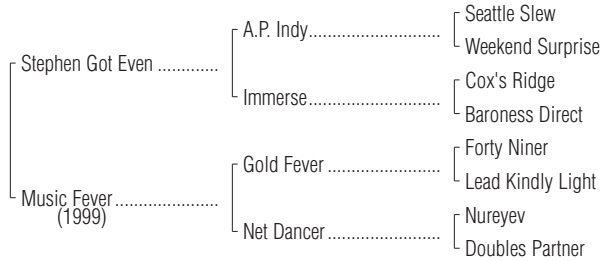 Seattle Slew
A.P. Indy..............................
Weekend Surprise
Stephen Got Even .............
Cox's Ridge
Immerse..............................
Baroness Direct
Forty Niner
Gold Fever .........................
Lead Kindly Light
Music Fever ......................
(1999)
Nureyev
Net Dancer ........................
Doubles Partner